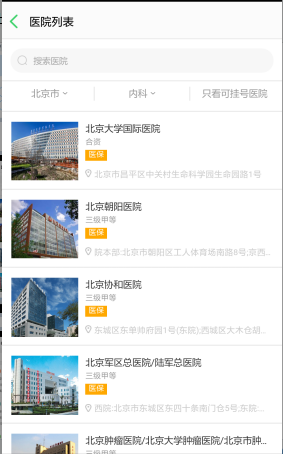 医院列表
搜索医院
北京市 内科 只看可挂号医院
北京大学国际医院
合资
医保
北京市昌平区中关村生命科学园生命园路1号
北京朝阳医院
三级甲等
医保
院本部:北京市朝阳区工人体育场南路8号;京西...
北京协和医院
三级甲等
医保
东城区东单帅府园1号(东院);西城区大木仓胡...
北京军区总医院/陆军总医院
三级甲等
医保
西院:北京市东城区东四十条南门仓5号;东院:...
北京肿瘤医院/北京大学肿瘤医院/北京市肿...
三级甲等